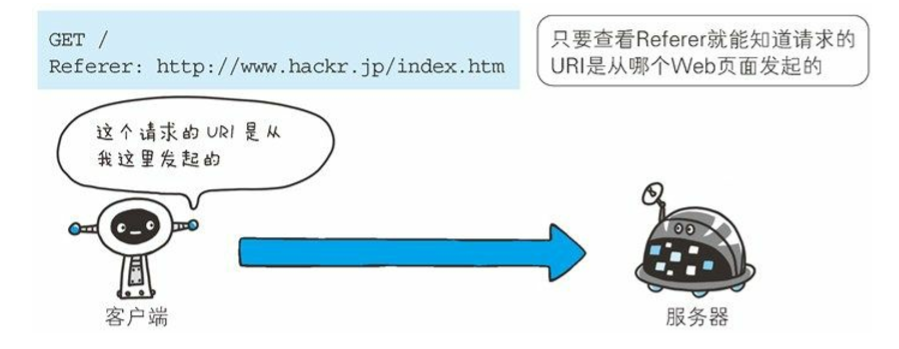 GET /
Referer: http://www.hackr.jp/index.htm
只要查看Referer就能知道请求的
URI是从哪个Web页面发起的
这个请求的 URI 是从
我这里发起的
客户端
服务器